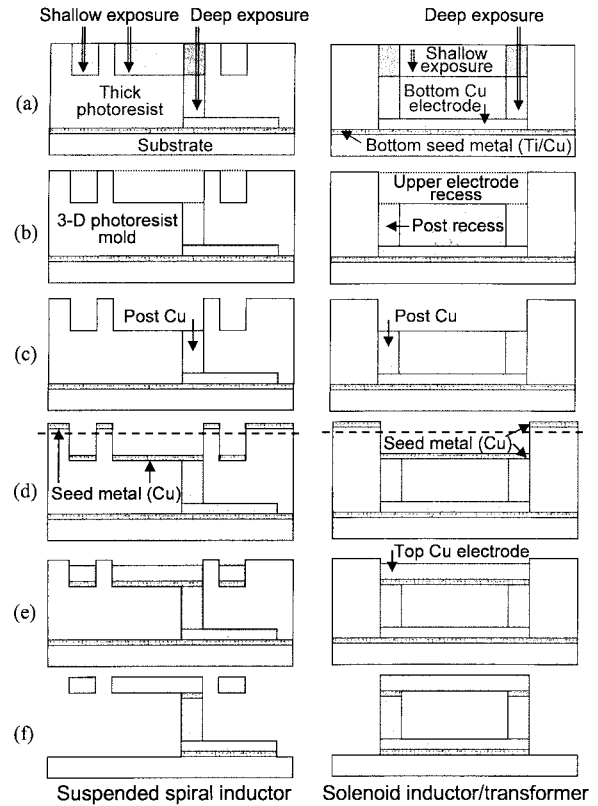 Shallow exposure
Deep exposure
Deep exposure
(a)
Thick
photoresist
Substrate
Shallow
exposure
Bottom Cu
electrode
Bottom seed metal (Ti/Cu)
(b)
3-D photoresist
mold
Upper electrode
recess
Post recess
(c)
Post Cu
Post Cu
(d)
Seed metal (Cu)
Seed metal (Cu)
(e)
Top Cu electrode
(f)
Suspended spiral inductor
Solenoid inductor/transformer